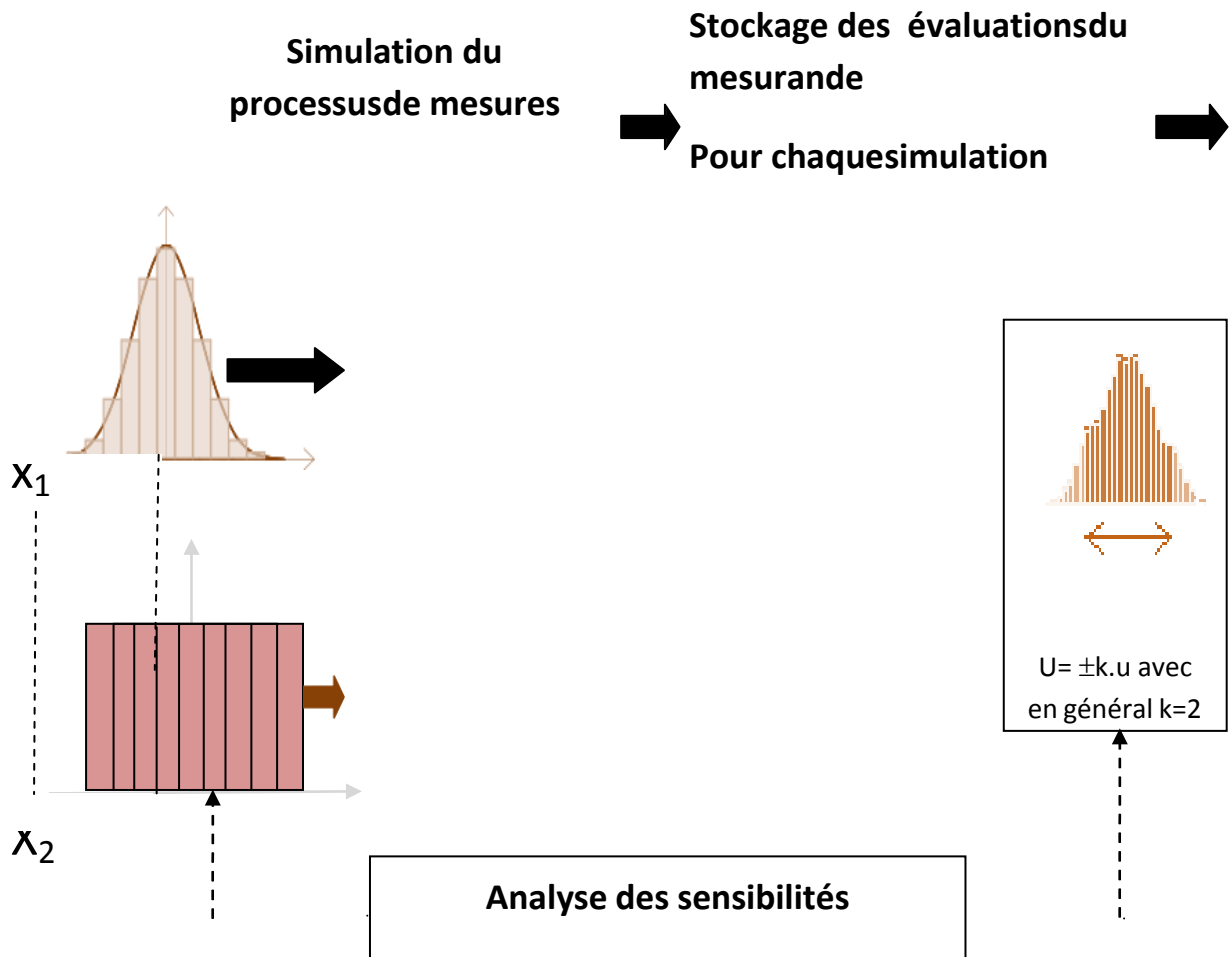 Simulation du
processusde mesures
Stockage des évaluationsdu
mesurande
Pour chaquesimulation
x1
x2
U= ±k.u avec
en général k=2
Analyse des sensibilités